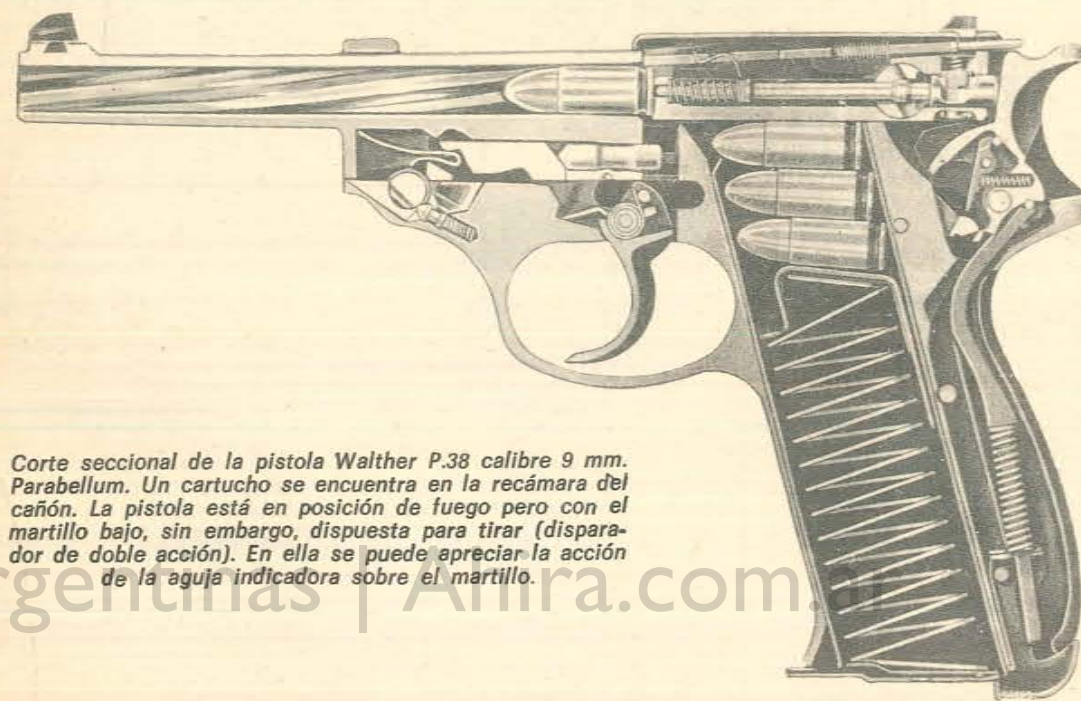 Corte seccional de la pistola Walther P.38 calibre 9 mm.
Parabellum. Un cartucho se encuentra en la recámara del
cañón. La pistola está en posición de fuego pero con el
martillo bajo, sin embargo, dispuesta para tirar (dispara-
dor de doble acción). En ella se puede apreciar la acción
de la aguja indicadora sobre el martillo.
rgentinas | Ahira.com.ar